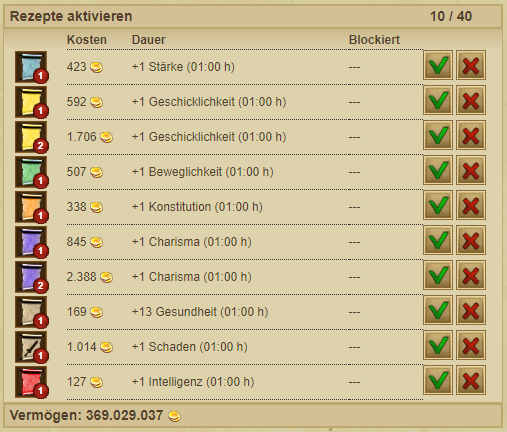 Rezepte aktivieren 10 / 40
Kosten Dauer Blockiert
1 423 +1 Stärke (01:00 h) ---
1 592 +1 Geschicklichkeit (01:00 h) ---
2 1.706 +1 Geschicklichkeit (01:00 h) ---
1 507 +1 Beweglichkeit (01:00 h) ---
1 338 +1 Konstitution (01:00 h) ---
1 845 +1 Charisma (01:00 h) ---
2 2.388 +1 Charisma (01:00 h) ---
1 169 +13 Gesundheit (01:00 h) ---
1 1.014 +1 Schaden (01:00 h) ---
1 127 +1 Intelligenz (01:00 h) ---
Vermögen: 369.029.037